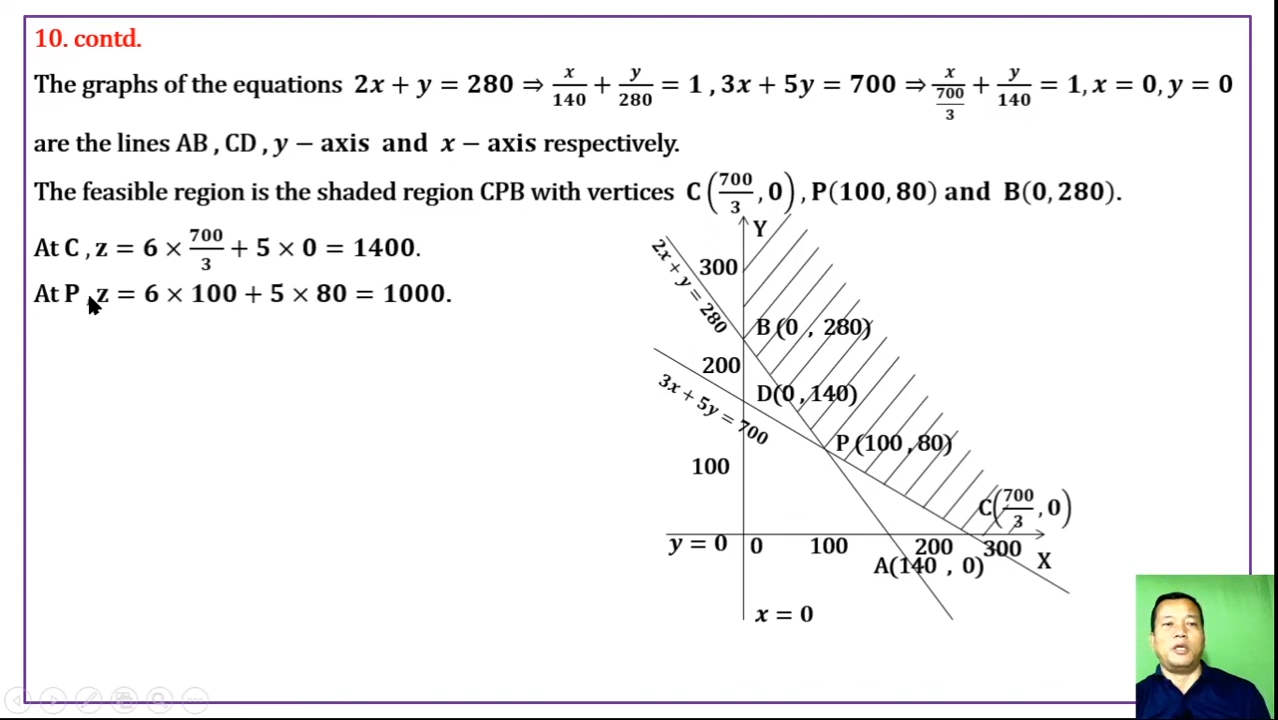 10. contd.
The graphs of the equations 2x + y = 280 ⇒ x/140 + y/280 = 1 , 3x + 5y = 700 ⇒ x/(700/3) + y/140 = 1, x = 0, y = 0
are the lines AB , CD , y − axis and x − axis respectively.
The feasible region is the shaded region CPB with vertices C(700/3 , 0) , P(100, 80) and B(0, 280).
At C , z = 6 × 700/3 + 5 × 0 = 1400.
At P , z = 6 × 100 + 5 × 80 = 1000.
Y
2x + y = 280
300
B (0 , 280)
200
3x + 5y = 700
D(0 , 140)
P (100 , 80)
100
C(700/3 , 0)
y = 0
0
100
200
300
X
A(140 , 0)
x = 0